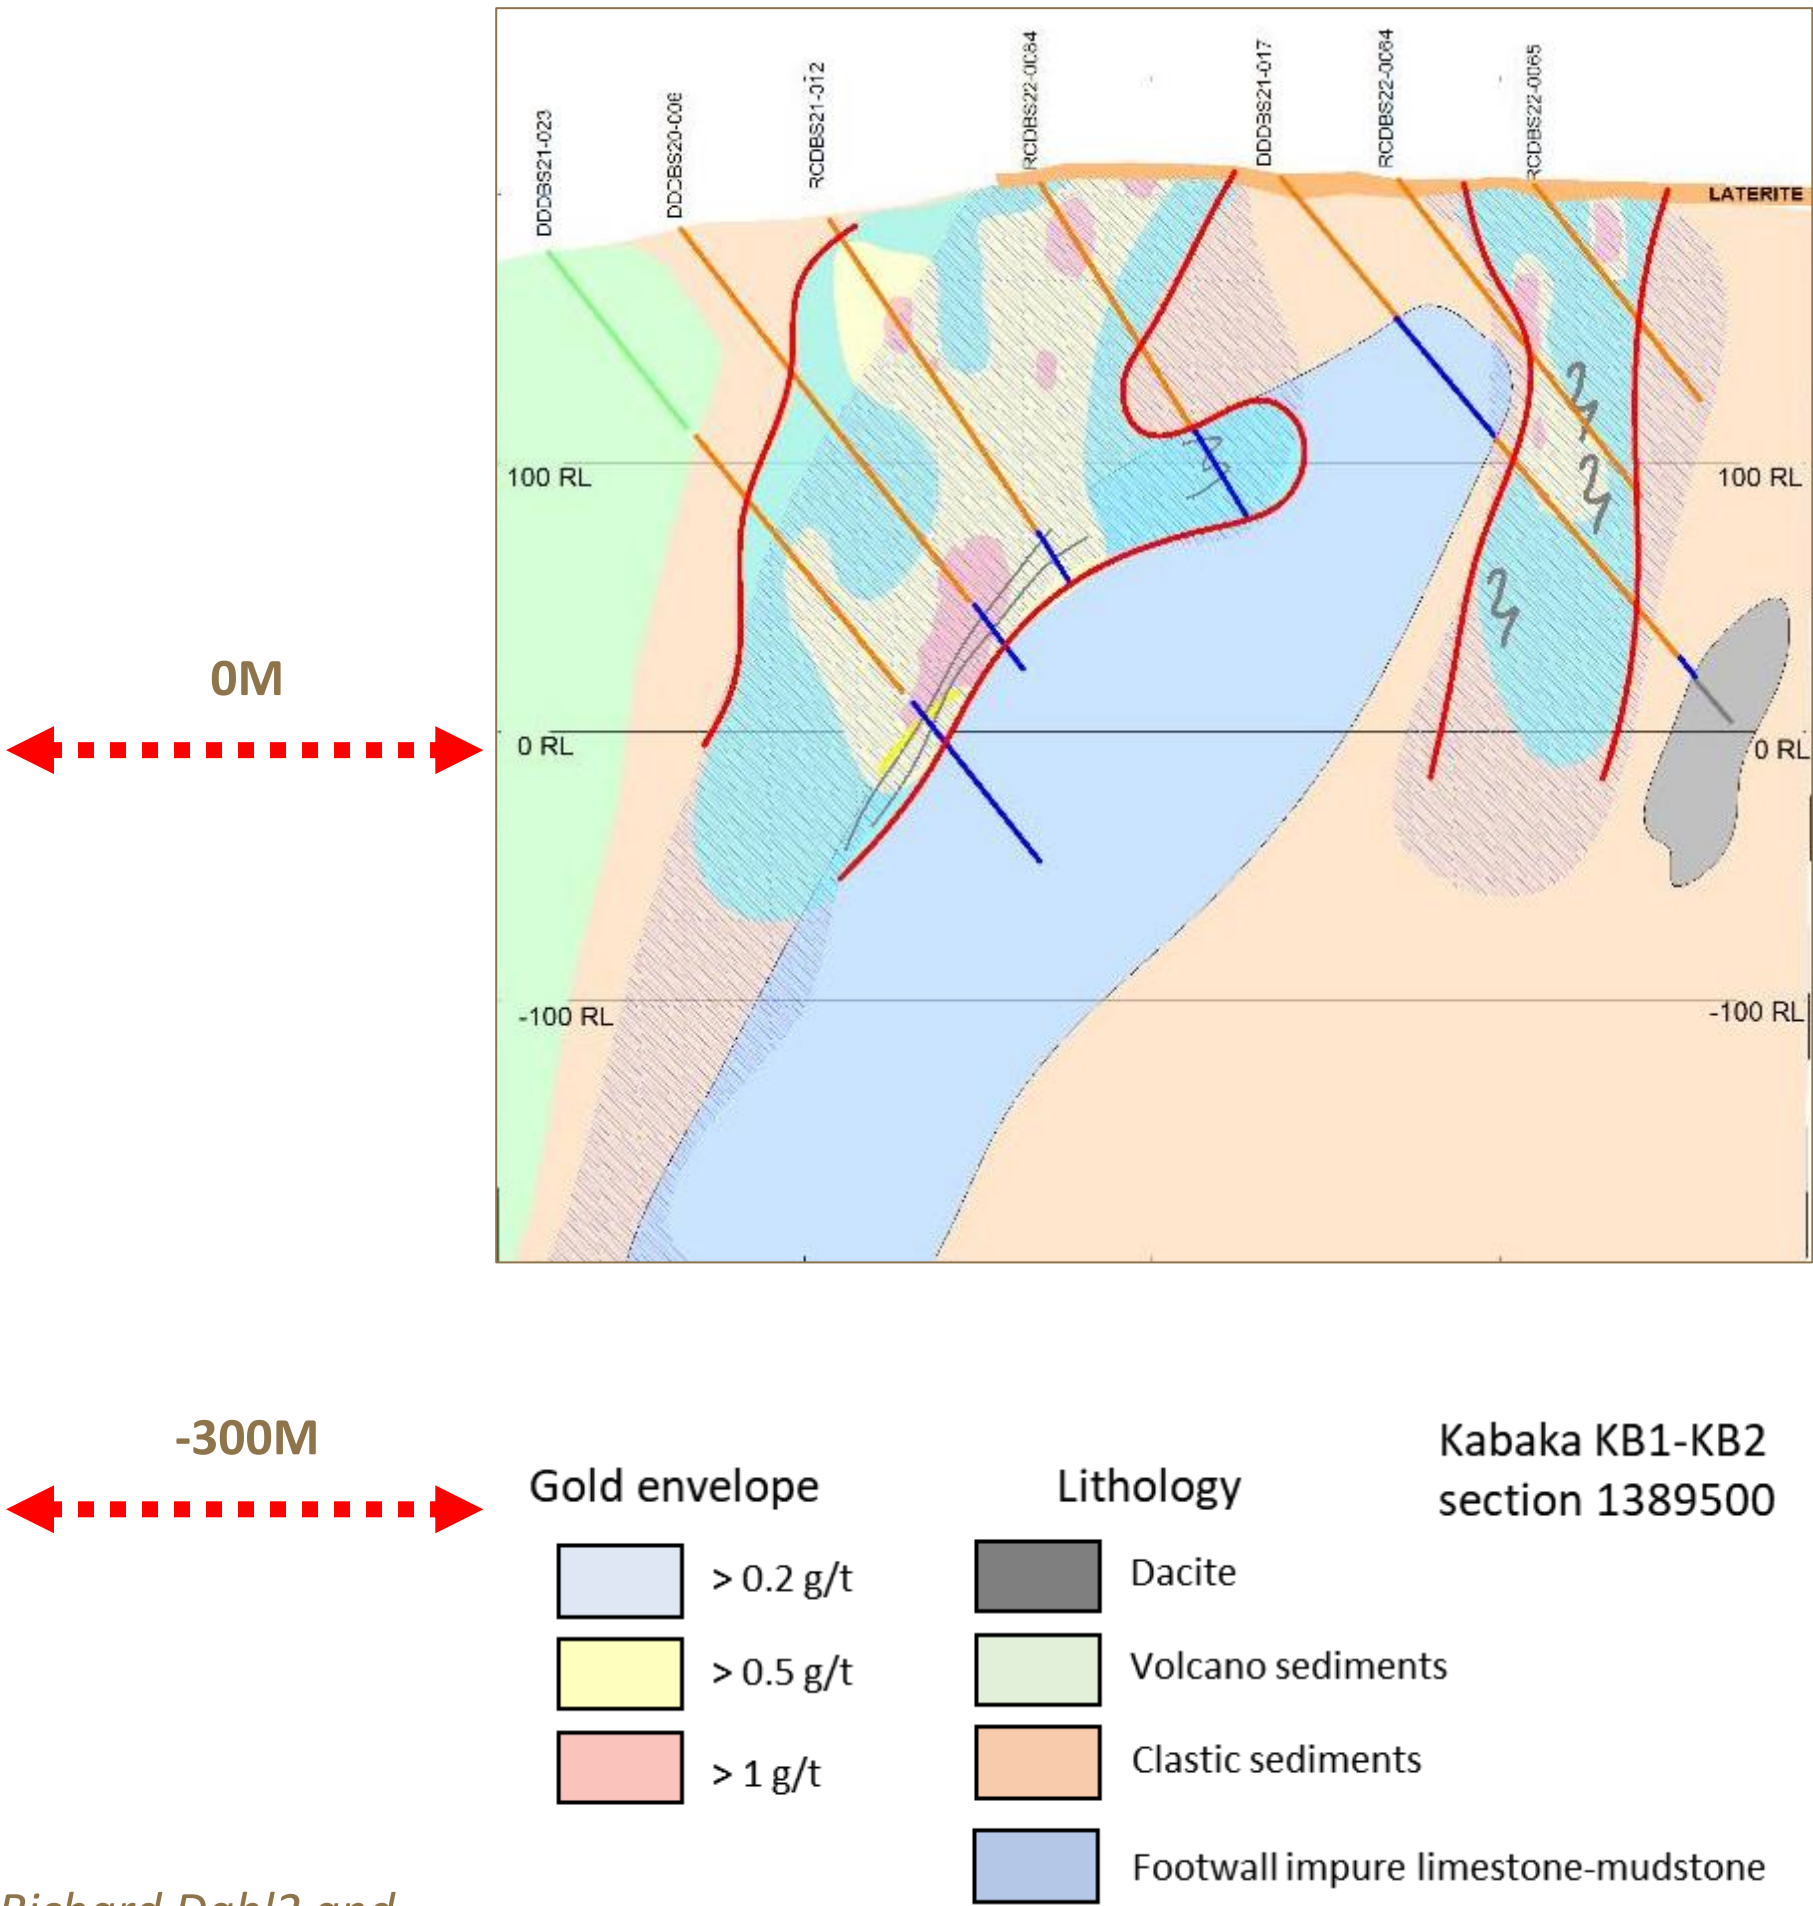 DDDBS21-023
DDDBS20-006
RCDBS21-012
RCDBS22-0084
DDDBS21-017
RCDBS22-0064
RCDBS22-0065
LATERITE
100 RL
100 RL
0M
0 RL
0 RL
-100 RL
-100 RL
-300M
Kabaka KB1-KB2
section 1389500
Gold envelope
> 0.2 g/t
> 0.5 g/t
> 1 g/t
Lithology
Dacite
Volcano sediments
Clastic sediments
Footwall impure limestone-mudstone